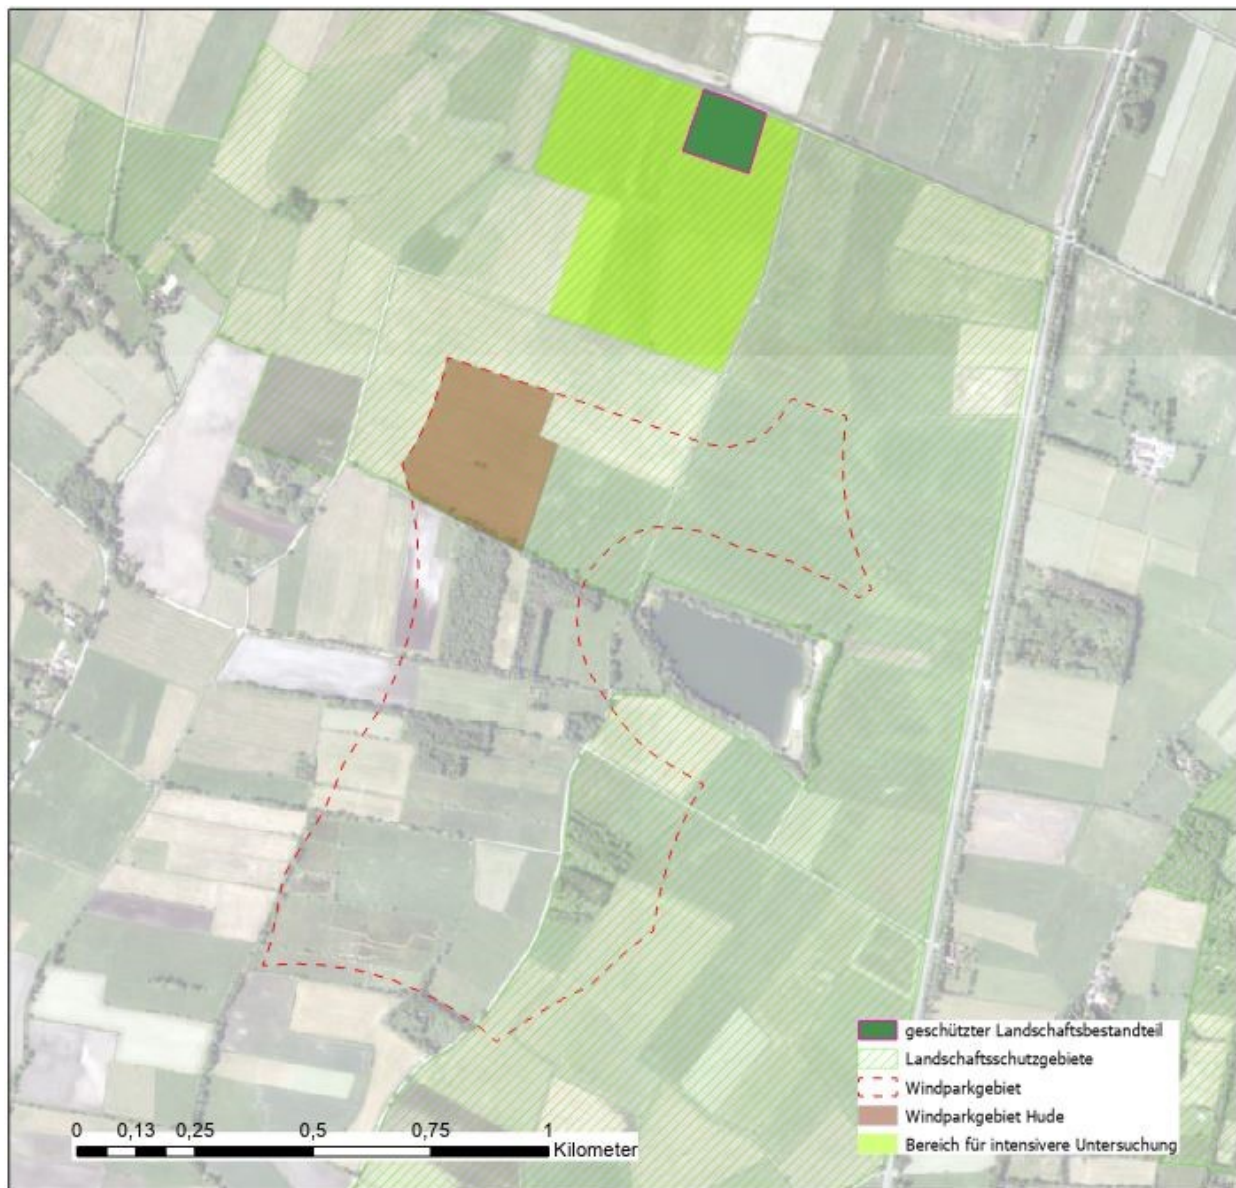 geschützter Landschaftsbestandteil
Landschaftsschutzgebiete
Windparkgebiet
Windparkgebiet Hude
Bereich für intensivere Untersuchung
0 0,13 0,25 0,5 0,75 1
Kilometer